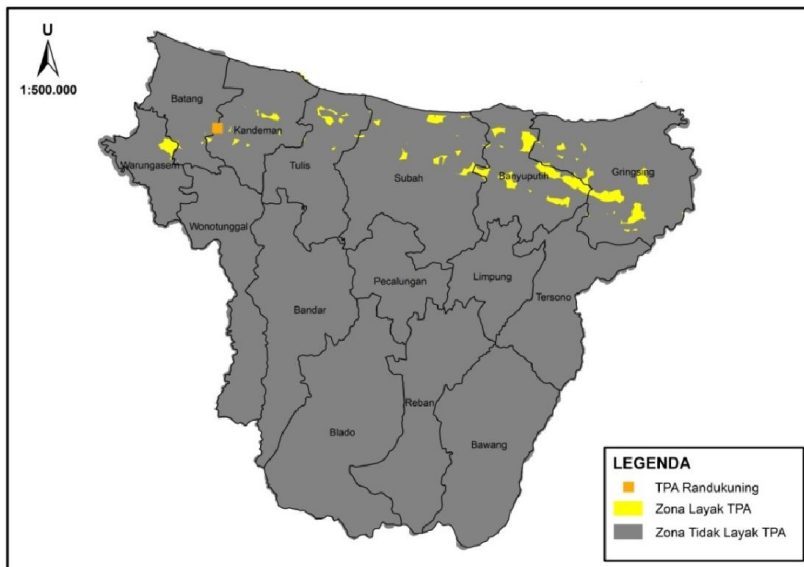 U
1:500.000
Batang
Kandeman
Warungasem
Tulis
Subah
Banyuputih
Gringsing
Wonotunggal
Pecalungan
Limpung
Tersono
Bandar
Reban
Blado
Bawang
LEGENDA
TPA Randukuning
Zona Layak TPA
Zona Tidak Layak TPA